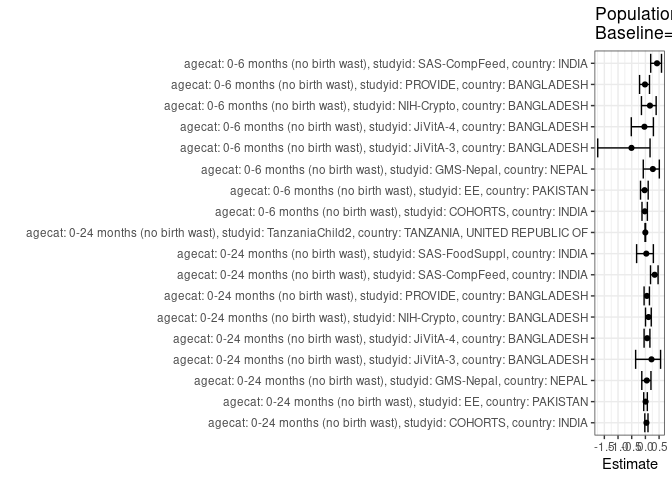 Population
Baseline=
agecat: 0-6 months (no birth wast), studyid: SAS-CompFeed, country: INDIA
agecat: 0-6 months (no birth wast), studyid: PROVIDE, country: BANGLADESH
agecat: 0-6 months (no birth wast), studyid: NIH-Crypto, country: BANGLADESH
agecat: 0-6 months (no birth wast), studyid: JiVitA-4, country: BANGLADESH
agecat: 0-6 months (no birth wast), studyid: JiVitA-3, country: BANGLADESH
agecat: 0-6 months (no birth wast), studyid: GMS-Nepal, country: NEPAL
agecat: 0-6 months (no birth wast), studyid: EE, country: PAKISTAN
agecat: 0-6 months (no birth wast), studyid: COHORTS, country: INDIA
agecat: 0-24 months (no birth wast), studyid: TanzaniaChild2, country: TANZANIA, UNITED REPUBLIC OF
agecat: 0-24 months (no birth wast), studyid: SAS-FoodSuppl, country: INDIA
agecat: 0-24 months (no birth wast), studyid: SAS-CompFeed, country: INDIA
agecat: 0-24 months (no birth wast), studyid: PROVIDE, country: BANGLADESH
agecat: 0-24 months (no birth wast), studyid: NIH-Crypto, country: BANGLADESH
agecat: 0-24 months (no birth wast), studyid: JiVitA-4, country: BANGLADESH
agecat: 0-24 months (no birth wast), studyid: JiVitA-3, country: BANGLADESH
agecat: 0-24 months (no birth wast), studyid: GMS-Nepal, country: NEPAL
agecat: 0-24 months (no birth wast), studyid: EE, country: PAKISTAN
agecat: 0-24 months (no birth wast), studyid: COHORTS, country: INDIA
-1.5 -1.0 -0.5 0.0 0.5
Estimate